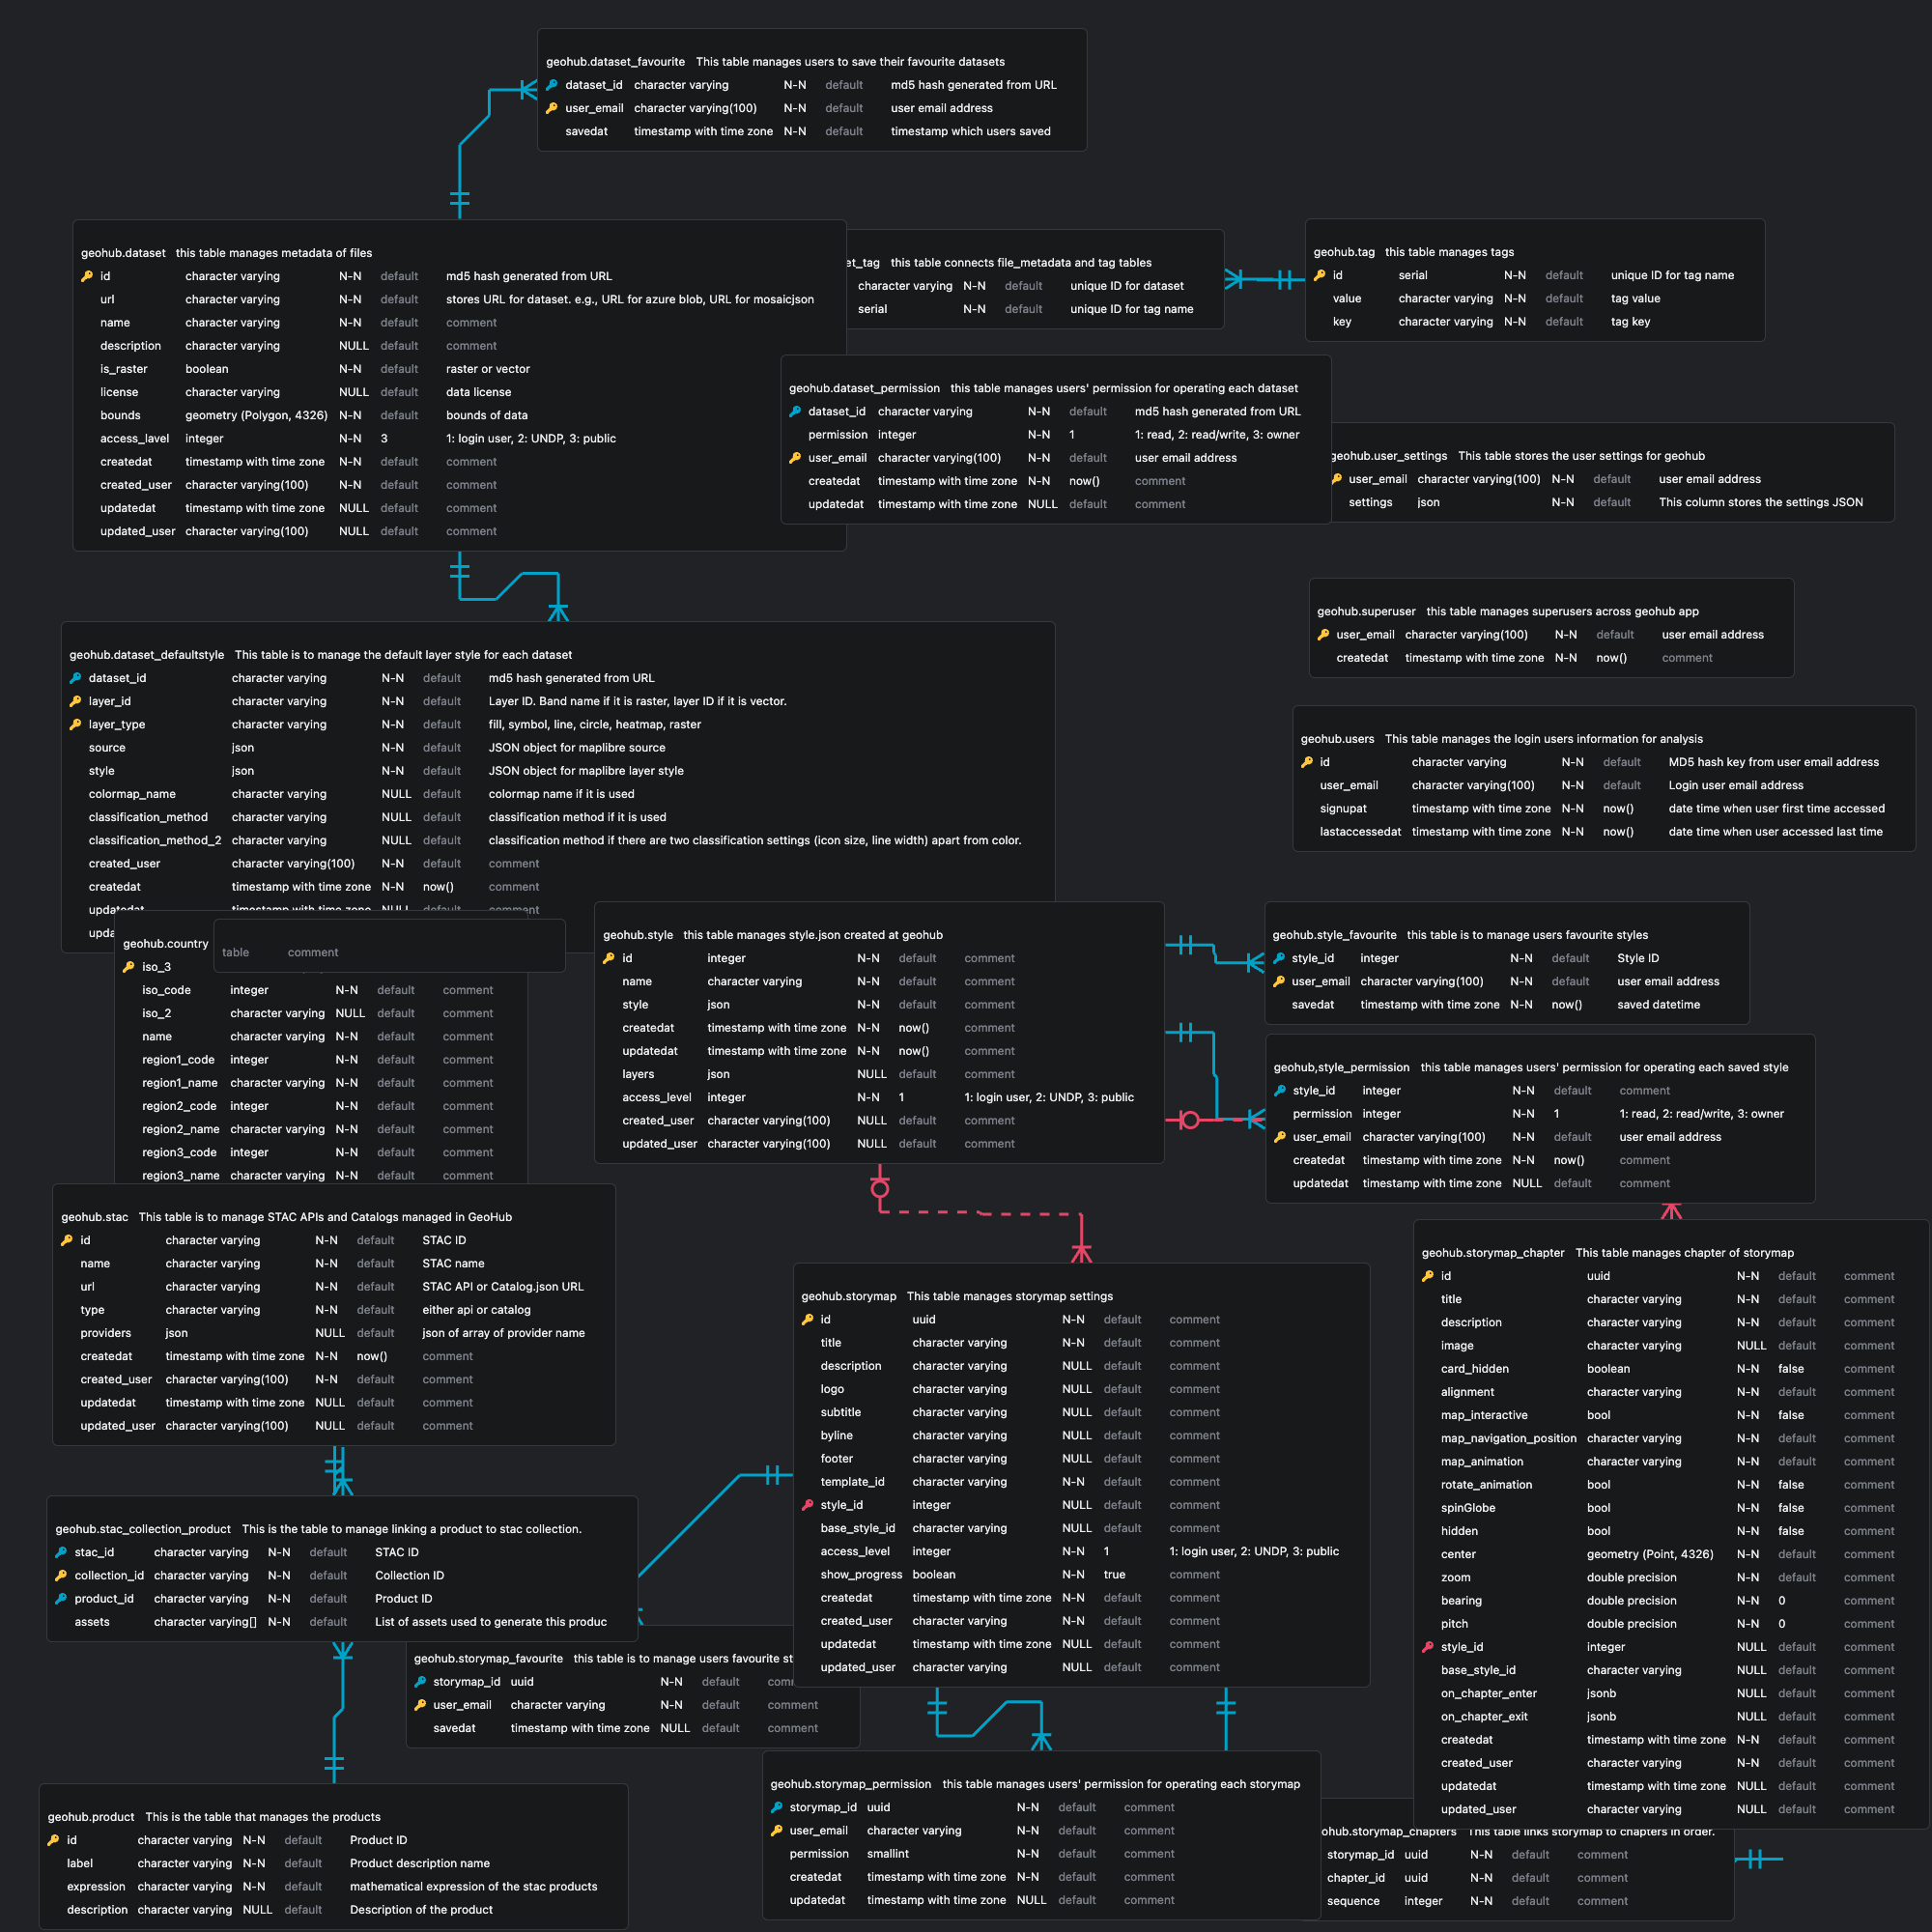 geohub.dataset_favourite This table manages users to save their favourite datasets
dataset_id character varying N-N default md5 hash generated from URL
user_email character varying(100) N-N default user email address
savedat timestamp with time zone N-N default timestamp which users saved
geohub.dataset this table manages metadata of files
id character varying N-N default md5 hash generated from URL
url character varying N-N default stores URL for dataset. e.g., URL for azure blob, URL for mosaicjson
name character varying N-N default comment
description character varying NULL default comment
is_raster boolean N-N default raster or vector
license character varying NULL default data license
bounds geometry (Polygon, 4326) N-N default bounds of data
access_lavel integer N-N 3 1: login user, 2: UNDP, 3: public
createdat timestamp with time zone N-N default comment
created_user character varying(100) N-N default comment
updatedat timestamp with time zone NULL default comment
updated_user character varying(100) NULL default comment
et_tag this table connects file_metadata and tag tables
character varying N-N default unique ID for dataset
serial N-N default unique ID for tag name
geohub.tag this table manages tags
id serial N-N default unique ID for tag name
value character varying N-N default tag value
key character varying N-N default tag key
geohub.dataset_permission this table manages users' permission for operating each dataset
dataset_id character varying N-N default md5 hash generated from URL
permission integer N-N 1 1: read, 2: read/write, 3: owner
user_email character varying(100) N-N default user email address
createdat timestamp with time zone N-N now() comment
updatedat timestamp with time zone NULL default comment
geohub.user_settings This table stores the user settings for geohub
user_email character varying(100) N-N default user email address
settings json N-N default This column stores the settings JSON
geohub.superuser this table manages superusers across geohub app
user_email character varying(100) N-N default user email address
createdat timestamp with time zone N-N now() comment
geohub.dataset_defaultstyle This table is to manage the default layer style for each dataset
dataset_id character varying N-N default md5 hash generated from URL
layer_id character varying N-N default Layer ID. Band name if it is raster, layer ID if it is vector.
layer_type character varying N-N default fill, symbol, line, circle, heatmap, raster
source json N-N default JSON object for maplibre source
style json N-N default JSON object for maplibre layer style
colormap_name character varying NULL default colormap name if it is used
classification_method character varying NULL default classification method if it is used
classification_method_2 character varying NULL default classification method if there are two classification settings (icon size, line width) apart from color.
created_user character varying(100) N-N default comment
createdat timestamp with time zone N-N now() comment
updatedat timestamp with time zone NULL default comment
upda
geohub.users This table manages the login users information for analysis
id character varying N-N default MD5 hash key from user email address
user_email character varying(100) N-N default Login user email address
signupat timestamp with time zone N-N now() date time when user first time accessed
lastaccessedat timestamp with time zone N-N now() date time when user accessed last time
geohub.country
table comment
iso_3
iso_code integer N-N default comment
iso_2 character varying NULL default comment
name character varying N-N default comment
region1_code integer N-N default comment
region1_name character varying N-N default comment
region2_code integer N-N default comment
region2_name character varying N-N default comment
region3_code integer N-N default comment
region3_name character varying N-N default comment
geohub.style this table manages style.json created at geohub
id integer N-N default comment
name character varying N-N default comment
style json N-N default comment
createdat timestamp with time zone N-N now() comment
updatedat timestamp with time zone N-N now() comment
layers json NULL default comment
access_level integer N-N 1 1: login user, 2: UNDP, 3: public
created_user character varying(100) NULL default comment
updated_user character varying(100) NULL default comment
geohub.style_favourite this table is to manage users favourite styles
style_id integer N-N default Style ID
user_email character varying(100) N-N default user email address
savedat timestamp with time zone N-N now() saved datetime
geohub,style_permission this table manages users' permission for operating each saved style
style_id integer N-N default comment
permission integer N-N 1 1: read, 2: read/write, 3: owner
user_email character varying(100) N-N default user email address
createdat timestamp with time zone N-N now() comment
updatedat timestamp with time zone NULL default comment
geohub.stac This table is to manage STAC APIs and Catalogs managed in GeoHub
id character varying N-N default STAC ID
name character varying N-N default STAC name
url character varying N-N default STAC API or Catalog.json URL
type character varying N-N default either api or catalog
providers json NULL default json of array of provider name
createdat timestamp with time zone N-N now() comment
created_user character varying(100) N-N default comment
updatedat timestamp with time zone NULL default comment
updated_user character varying(100) NULL default comment
geohub.storymap This table manages storymap settings
id uuid N-N default comment
title character varying N-N default comment
description character varying NULL default comment
logo character varying NULL default comment
subtitle character varying NULL default comment
byline character varying NULL default comment
footer character varying NULL default comment
template_id character varying N-N default comment
style_id integer NULL default comment
base_style_id character varying NULL default comment
access_level integer N-N 1 1: login user, 2: UNDP, 3: public
show_progress boolean N-N true comment
createdat timestamp with time zone N-N default comment
created_user character varying N-N default comment
updatedat timestamp with time zone NULL default comment
updated_user character varying NULL default comment
geohub.storymap_chapter This table manages chapter of storymap
id uuid N-N default comment
title character varying N-N default comment
description character varying N-N default comment
image character varying NULL default comment
card_hidden boolean N-N false comment
alignment character varying N-N default comment
map_interactive bool N-N false comment
map_navigation_position character varying N-N default comment
map_animation character varying N-N default comment
rotate_animation bool N-N false comment
spinGlobe bool N-N false comment
hidden bool N-N false comment
center geometry (Point, 4326) N-N default comment
zoom double precision N-N default comment
bearing double precision N-N 0 comment
pitch double precision N-N 0 comment
style_id integer NULL default comment
base_style_id character varying NULL default comment
on_chapter_enter jsonb NULL default comment
on_chapter_exit jsonb NULL default comment
createdat timestamp with time zone N-N default comment
created_user character varying N-N default comment
updatedat timestamp with time zone NULL default comment
updated_user character varying NULL default comment
geohub.stac_collection_product This is the table to manage linking a product to stac collection.
stac_id character varying N-N default STAC ID
collection_id character varying N-N default Collection ID
product_id character varying N-N default Product ID
assets character varying[] N-N default List of assets used to generate this produc
geohub.storymap_favourite this table is to manage users favourite st
storymap_id uuid N-N default com
user_email character varying N-N default comment
savedat timestamp with time zone NULL default comment
geohub.product This is the table that manages the products
id character varying N-N default Product ID
label character varying N-N default Product description name
expression character varying N-N default mathematical expression of the stac products
description character varying NULL default Description of the product
geohub.storymap_permission this table manages users' permission for operating each storymap
storymap_id uuid N-N default comment
user_email character varying N-N default comment
permission smallint N-N default comment
createdat timestamp with time zone N-N default comment
updatedat timestamp with time zone NULL default comment
ohub.storymap_chapters This table links storymap to chapters in order.
storymap_id uuid N-N default comment
chapter_id uuid N-N default comment
sequence integer N-N default comment